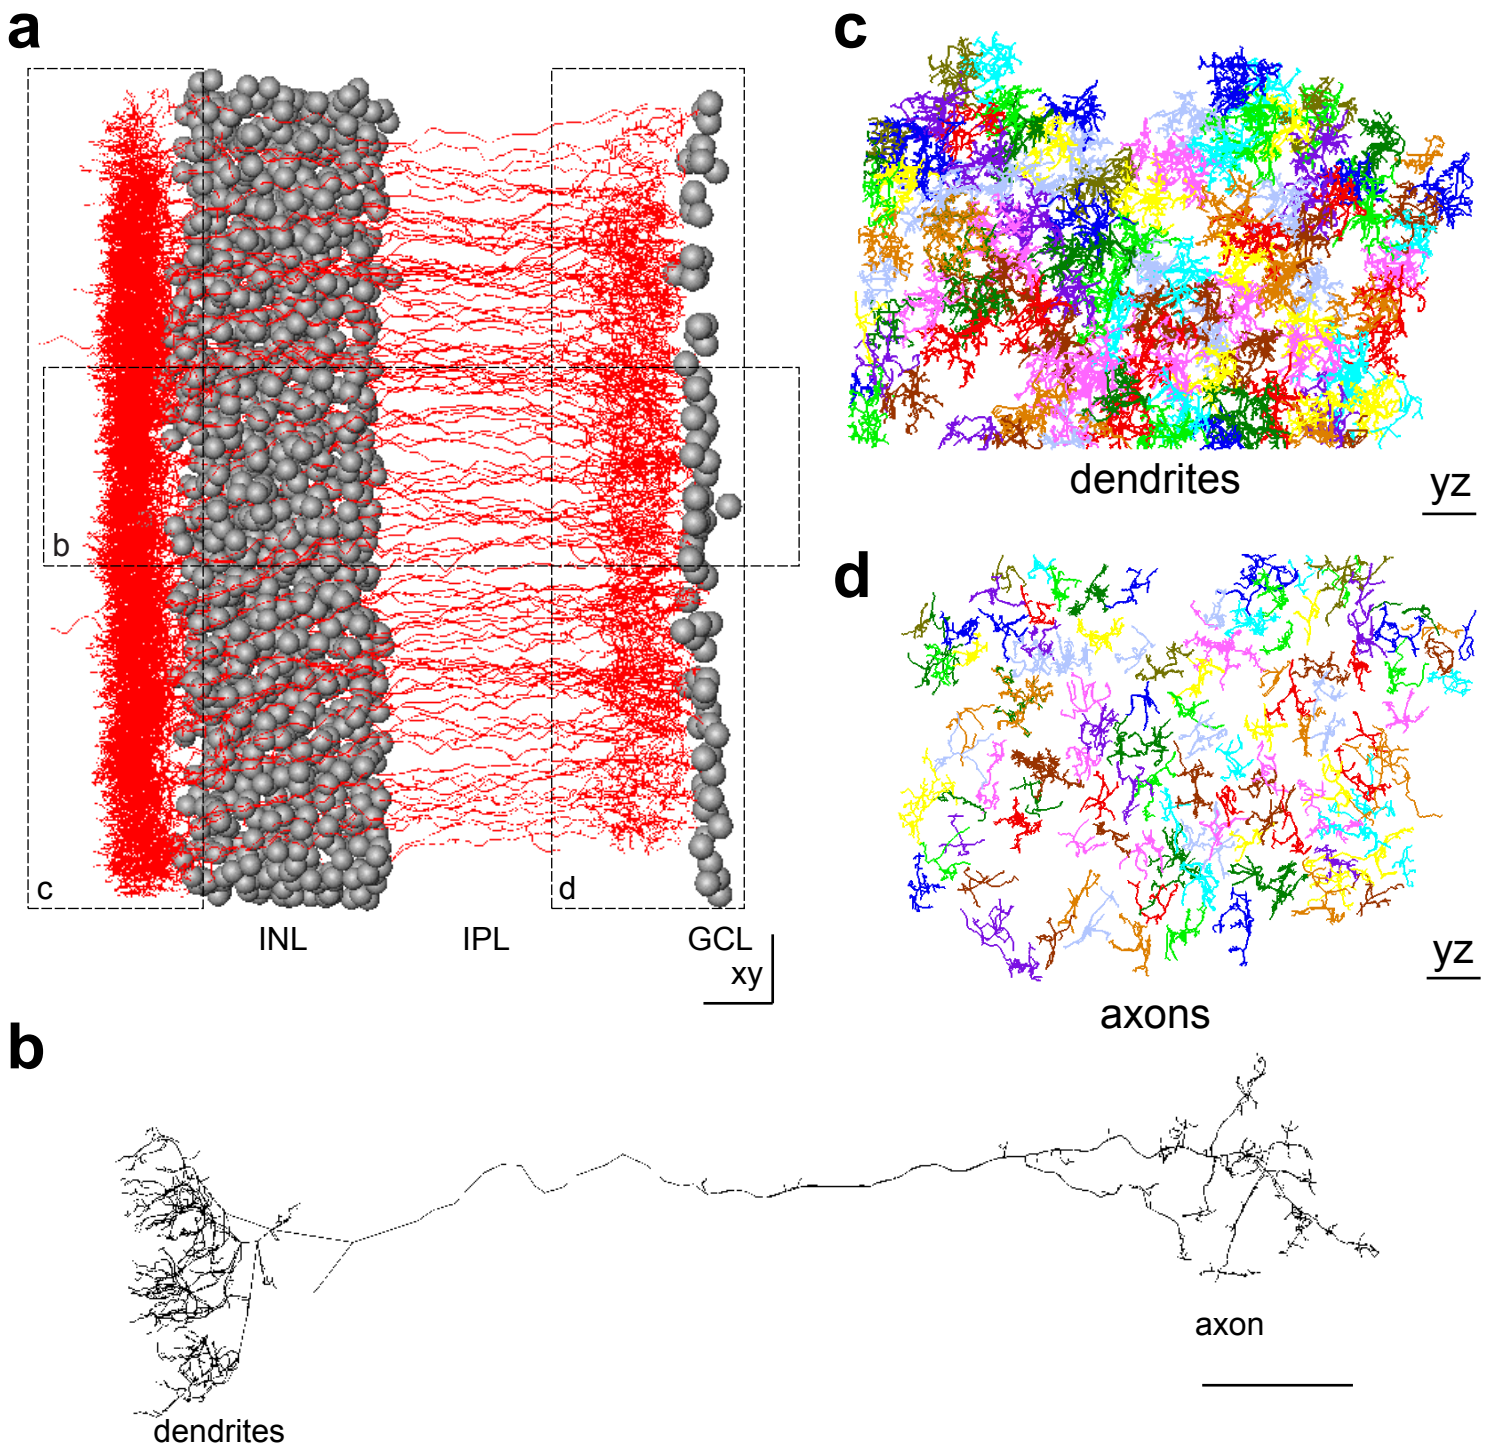 a
b
c
d
INL
IPL
GCL
xy
c
dendrites
yz
d
axons
yz
b
dendrites
axon